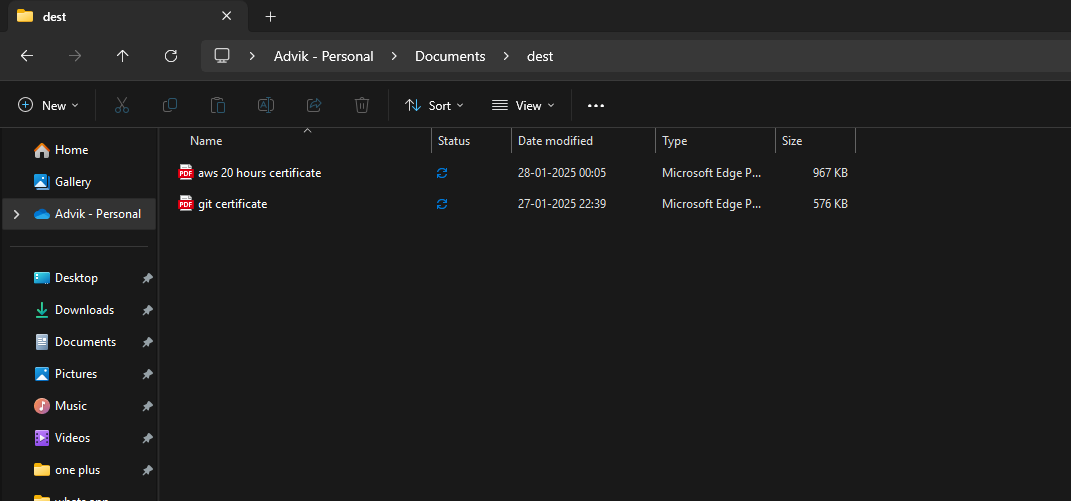 dest
Advik - Personal > Documents > dest
New Sort View
Name Status Date modified Type Size
Home
Gallery
Advik - Personal
Desktop
Downloads
Documents
Pictures
Music
Videos
one plus
PDF aws 20 hours certificate 28-01-2025 00:05 Microsoft Edge P... 967 KB
PDF git certificate 27-01-2025 22:39 Microsoft Edge P... 576 KB